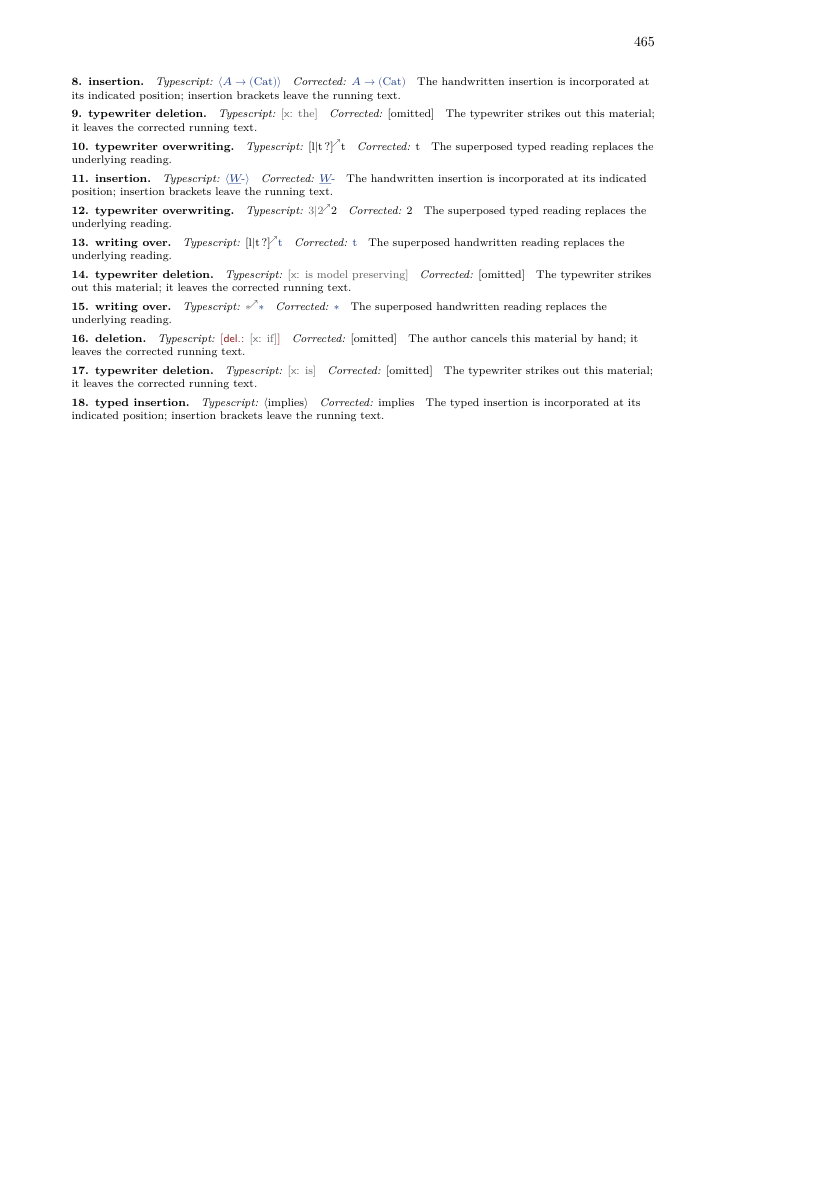 465
8. insertion. Typescript: ⟨A → (Cat)⟩ Corrected: A → (Cat) The handwritten insertion is incorporated at
its indicated position; insertion brackets leave the running text.
9. typewriter deletion. Typescript: [x: the] Corrected: [omitted] The typewriter strikes out this material;
it leaves the corrected running text.
10. typewriter overwriting. Typescript: [l|t ?]↗t Corrected: t The superposed typed reading replaces the
underlying reading.
11. insertion. Typescript: ⟨W-⟩ Corrected: W- The handwritten insertion is incorporated at its indicated
position; insertion brackets leave the running text.
12. typewriter overwriting. Typescript: 3|2↗2 Corrected: 2 The superposed typed reading replaces the
underlying reading.
13. writing over. Typescript: [l|t ?]↗t Corrected: t The superposed handwritten reading replaces the
underlying reading.
14. typewriter deletion. Typescript: [x: is model preserving] Corrected: [omitted] The typewriter strikes
out this material; it leaves the corrected running text.
15. writing over. Typescript: *↗* Corrected: * The superposed handwritten reading replaces the
underlying reading.
16. deletion. Typescript: [del.: [x: if]] Corrected: [omitted] The author cancels this material by hand; it
leaves the corrected running text.
17. typewriter deletion. Typescript: [x: is] Corrected: [omitted] The typewriter strikes out this material;
it leaves the corrected running text.
18. typed insertion. Typescript: ⟨implies⟩ Corrected: implies The typed insertion is incorporated at its
indicated position; insertion brackets leave the running text.